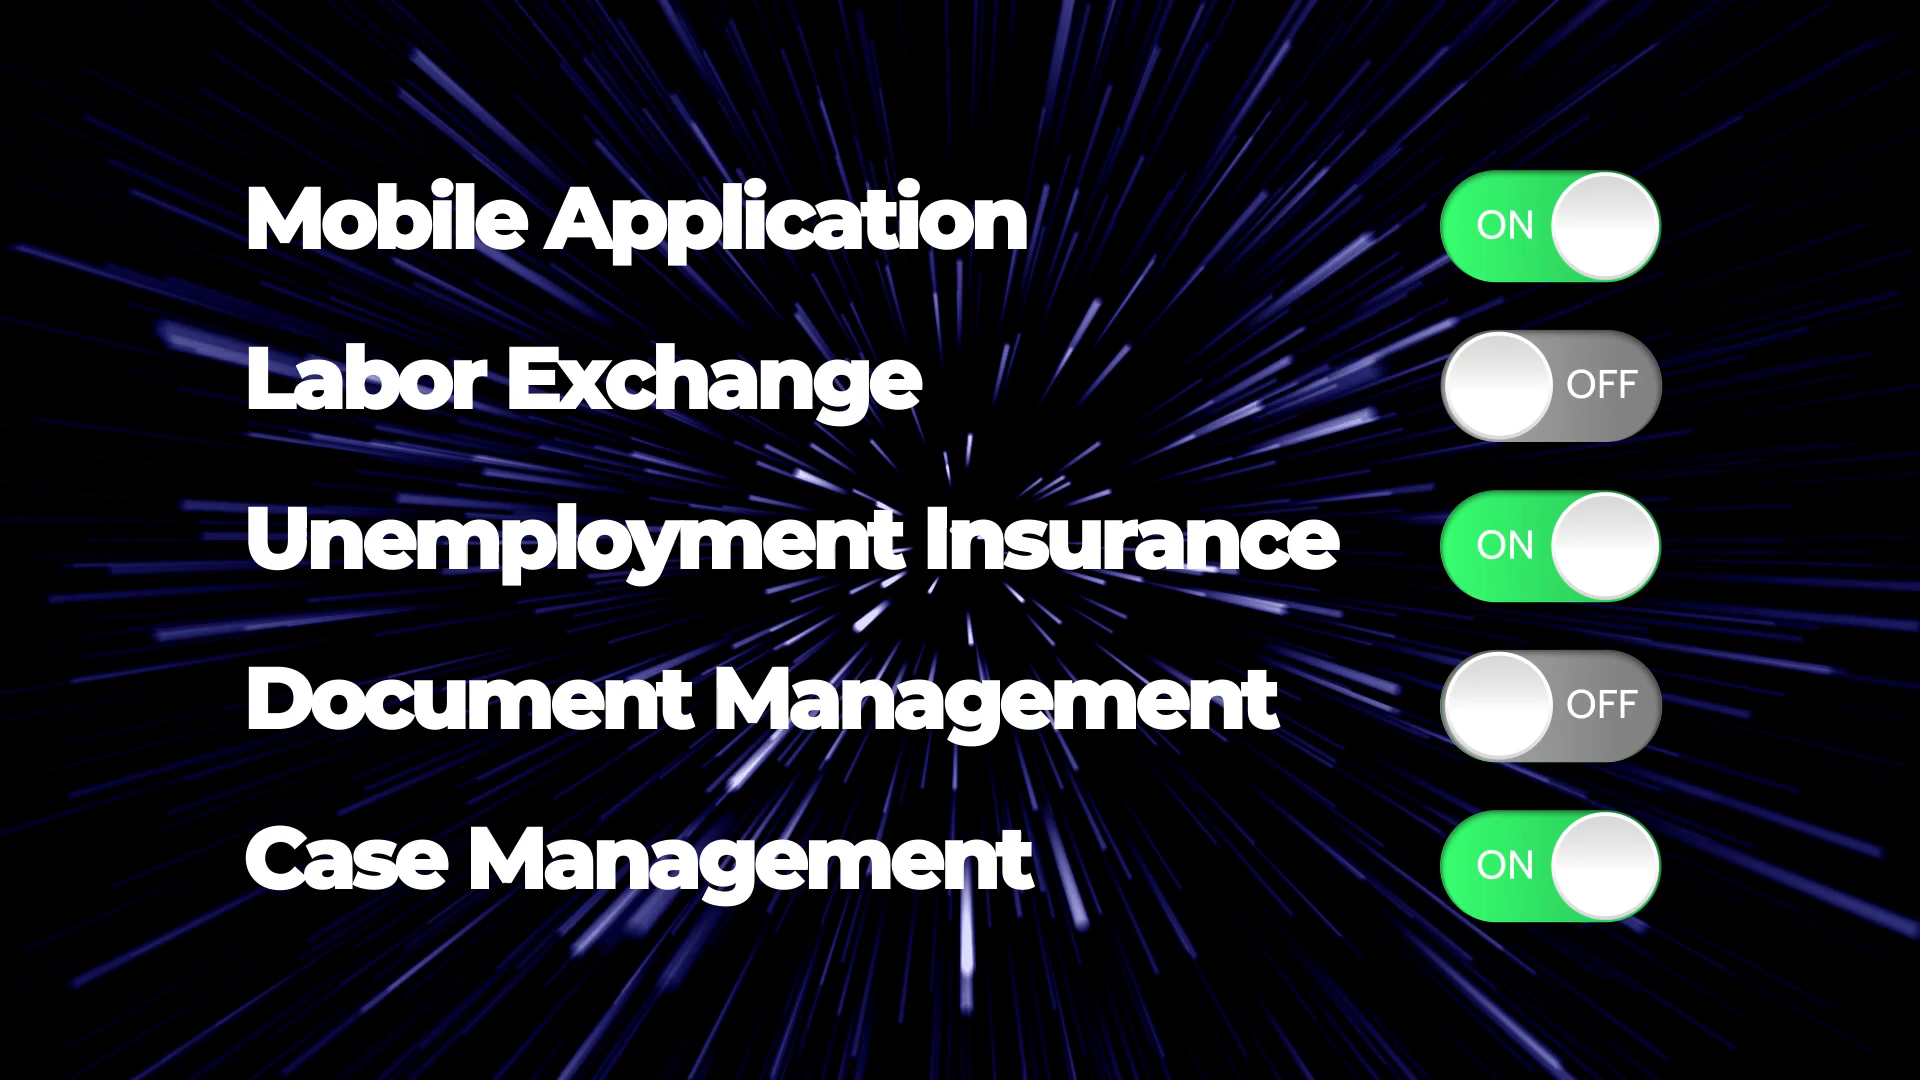 Mobile Application ON
Labor Exchange OFF
Unemployment Insurance ON
Document Management OFF
Case Management ON